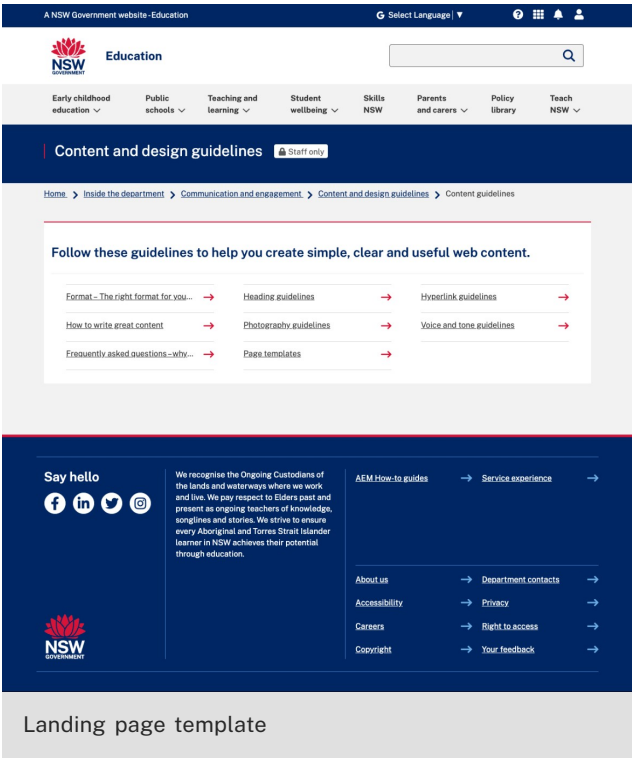 A NSW Government website - Education
G Select Language | ▼
NSW
GOVERNMENT
Education
Early childhood education
Public schools
Teaching and learning
Student wellbeing
Skills NSW
Parents and carers
Policy library
Teach NSW
Content and design guidelines
Staff only
Home > Inside the department > Communication and engagement > Content and design guidelines > Content guidelines
Follow these guidelines to help you create simple, clear and useful web content.
Format – The right format for you...
Heading guidelines
Hyperlink guidelines
How to write great content
Photography guidelines
Voice and tone guidelines
Frequently asked questions – why...
Page templates
Say hello
We recognise the Ongoing Custodians of
the lands and waterways where we work
and live. We pay respect to Elders past and
present as ongoing teachers of knowledge,
songlines and stories. We strive to ensure
every Aboriginal and Torres Strait Islander
learner in NSW achieves their potential
through education.
AEM How-to guides
Service experience
About us
Department contacts
Accessibility
Privacy
Careers
Right to access
Copyright
Your feedback
NSW
GOVERNMENT
Landing page template